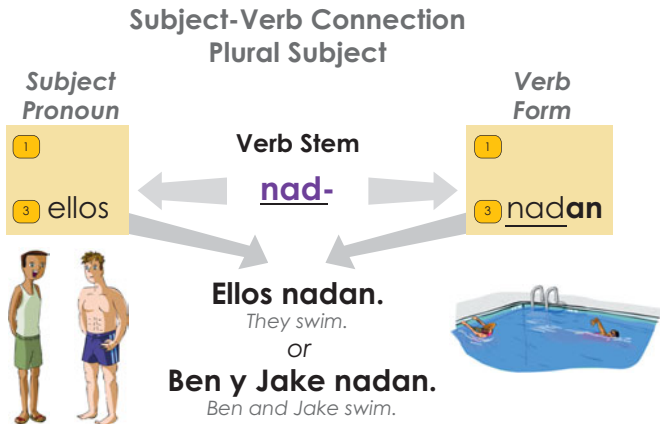 Subject-Verb Connection
Plural Subject
Subject
Pronoun
Verb
Form
1
Verb Stem
1
nad-
3 ellos
3 nadan
Ellos nadan.
They swim.
or
Ben y Jake nadan.
Ben and Jake swim.